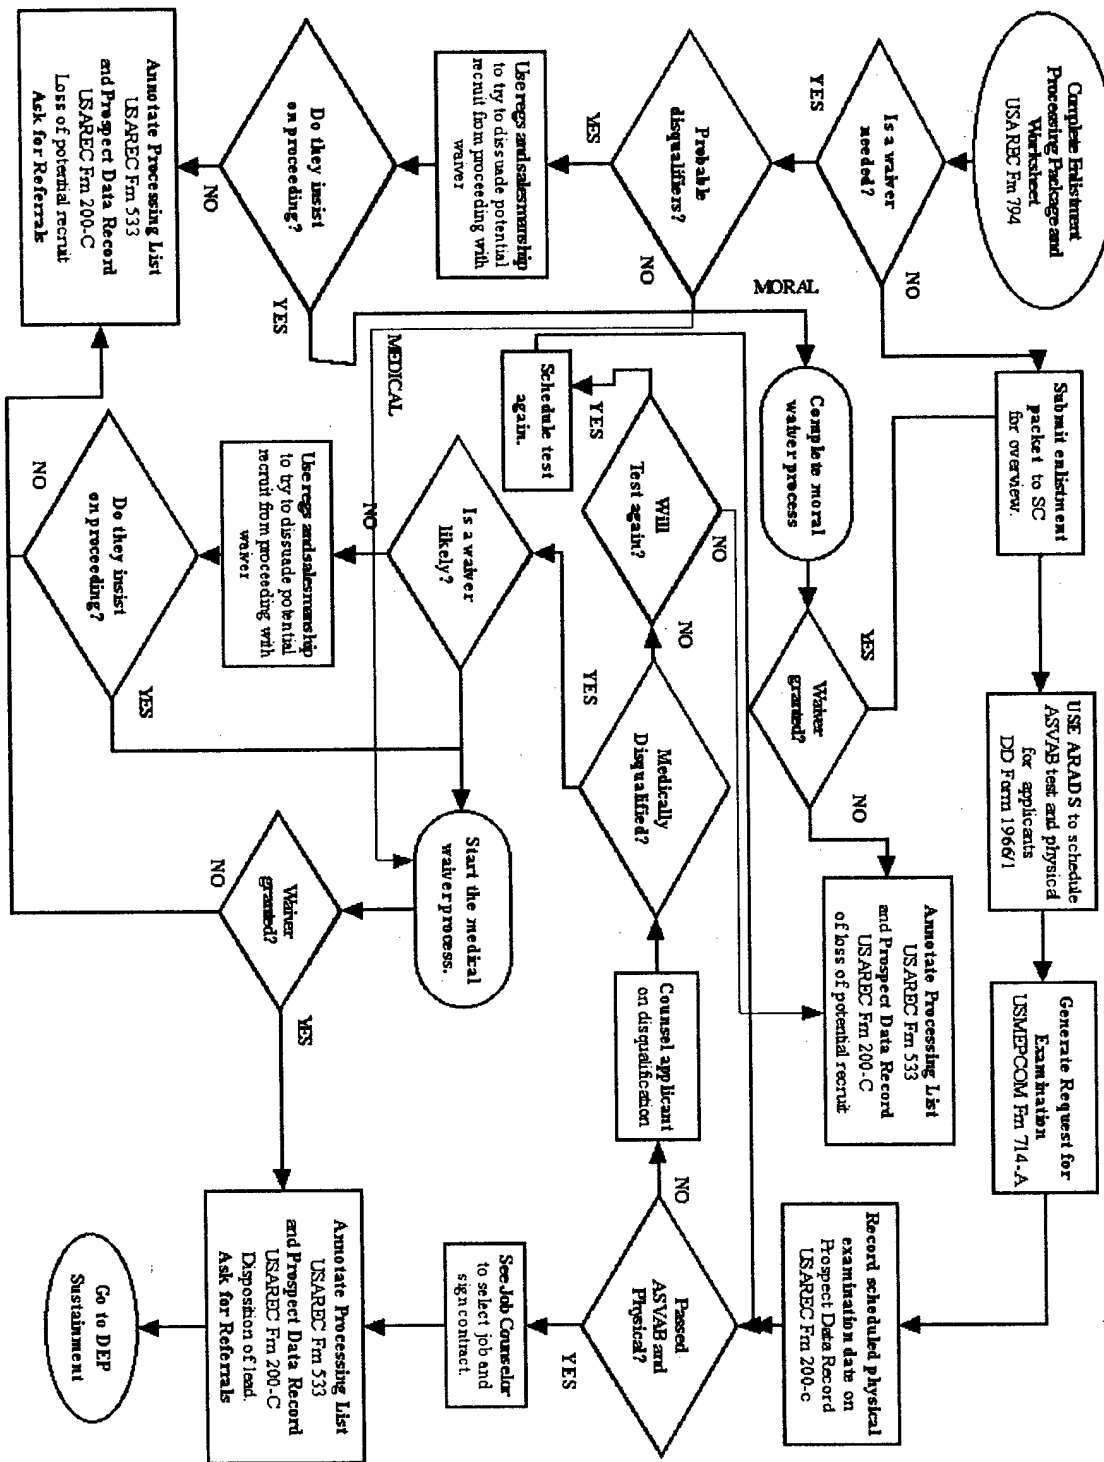 Complete Enlistment
Processing Package and
Worksheet
USAREC Fm 794
Is a waiver
needed?
YES
NO
Probable
disqualifiers?
YES
NO
Use regs and salesmanship
to try to dissuade potential
recruit from proceeding with
waiver
Do they insist
on proceeding?
NO
YES
Annotate Processing List
USAREC Fm 533
and Prospect Data Record
USAREC Fm 200-C
Loss of potential recruit
Ask for Referrals
MORAL
MEDICAL
Submit enlistment
packet to SC
for overview.
Complete moral
waiver process
Schedule test
again.
YES
Will
Test again?
NO
NO
Is a waiver
likely?
NO
YES
Use regs and salesmanship
to try to dissuade potential
recruit from proceeding with
waiver
Do they insist
on proceeding?
NO
YES
USE ARADS to schedule
ASVAB test and physical
for applicants
DD Form 1966/1
Waiver
granted?
YES
NO
Medically
Disqualified?
Start the medical
waiver process.
Waiver
granted?
NO
YES
Generate Request for
Examination
USMEPCOM Fm 714-A
Annotate Processing List
USAREC Fm 533
and Prospect Data Record
USAREC Fm 200-C
of loss of potential recruit
Counsel applicant
on disqualification
Record scheduled physical
examination date on
Prospect Data Record
USAREC Fm 200-c
Passed
ASVAB and
Physical?
NO
YES
See Job Counselor
to select job and
sign contract.
Annotate Processing List
USAREC Fm 533
and Prospect Data Record
USAREC Fm 200-C
Disposition of lead.
Ask for Referrals
Go to DEP
Sustainment